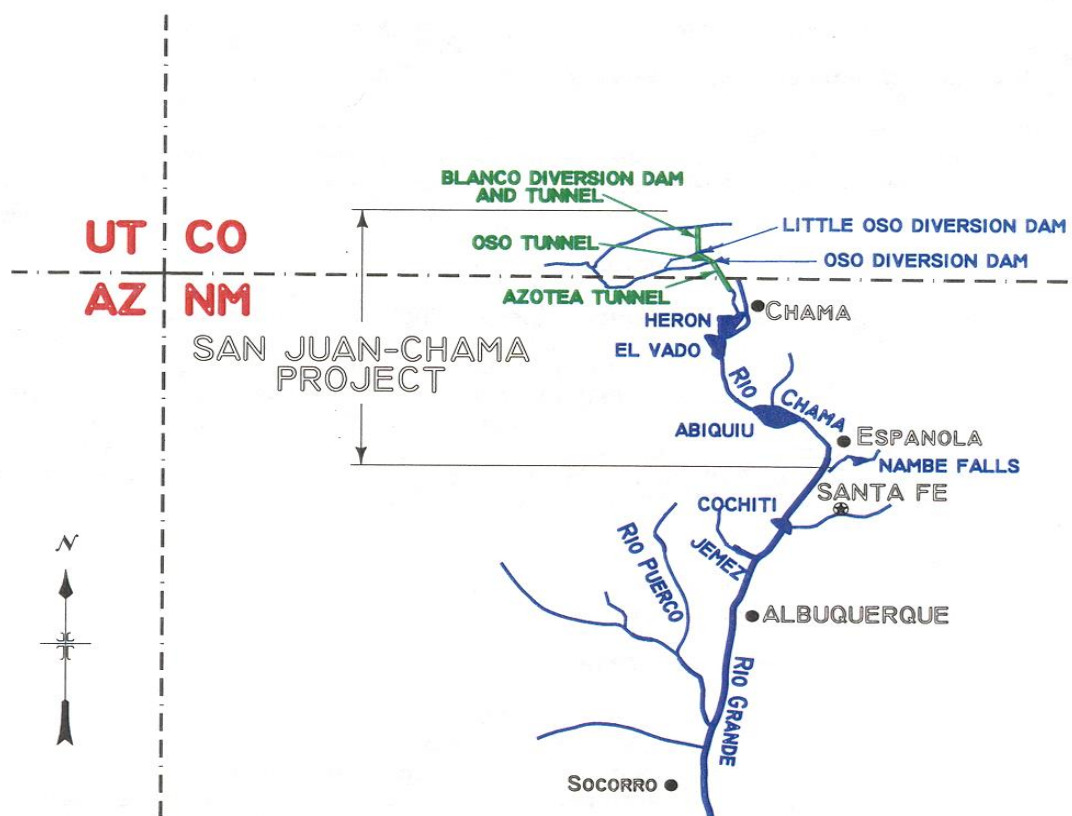 BLANCO DIVERSION DAM
AND TUNNEL
UT CO
LITTLE OSO DIVERSION DAM
OSO TUNNEL
OSO DIVERSION DAM
AZ NM
AZOTEA TUNNEL
CHAMA
HERON
SAN JUAN-CHAMA
PROJECT
EL VADO
RIO CHAMA
ABIQUIU
ESPANOLA
NAMBE FALLS
SANTA FE
COCHITI
N
RIO PUERCO
JEMEZ
ALBUQUERQUE
RIO GRANDE
SOCORRO